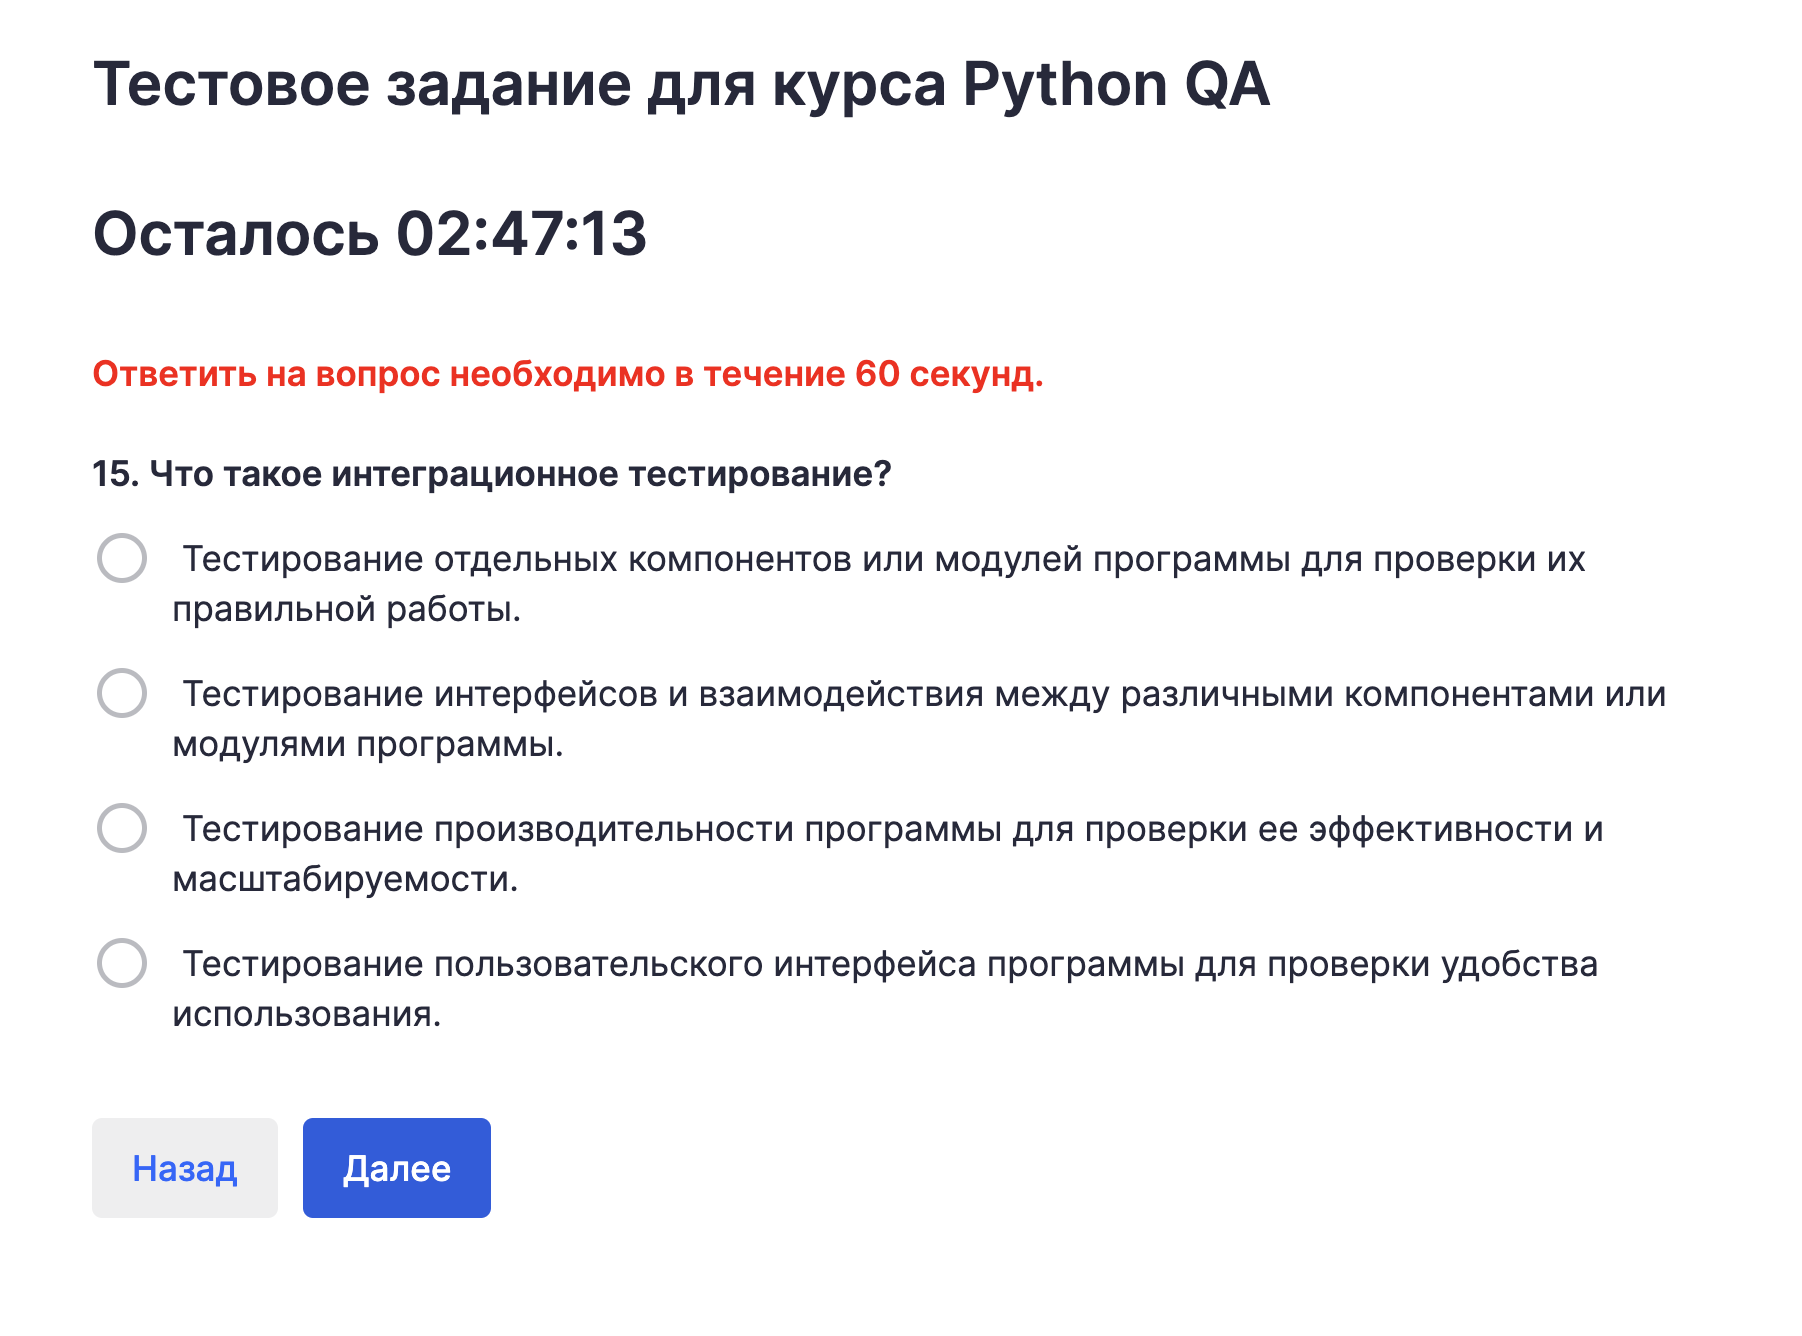 Тестовое задание для курса Python QA
Осталось 02:47:13
Ответить на вопрос необходимо в течение 60 секунд.
15. Что такое интеграционное тестирование?
Тестирование отдельных компонентов или модулей программы для проверки их
правильной работы.
Тестирование интерфейсов и взаимодействия между различными компонентами или
модулями программы.
Тестирование производительности программы для проверки ее эффективности и
масштабируемости.
Тестирование пользовательского интерфейса программы для проверки удобства
использования.
Назад
Далее